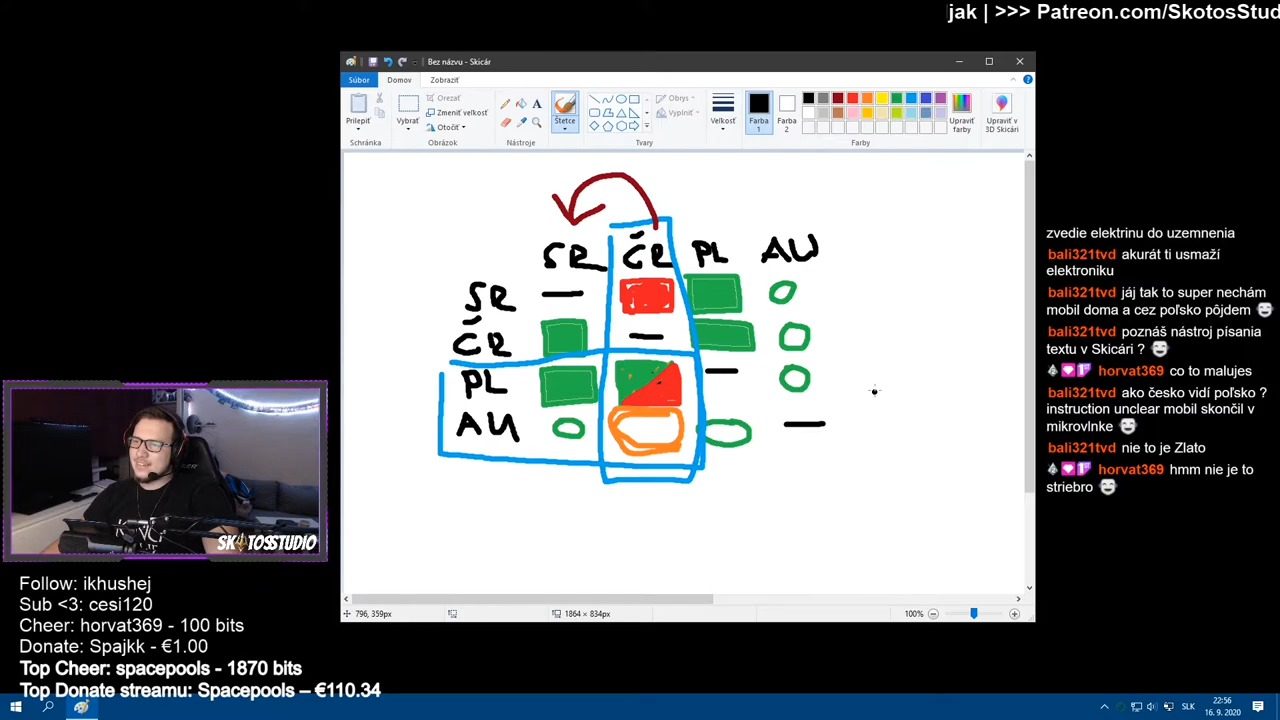 jak | >>> Patreon.com/SkotosStud
Bez názvu — Skicár
Súbor
Domov
Zobraziť
Prilepiť
Vybrať
Orezať
Zmeniť veľkosť
Otočiť
Štetce
Obrys
Vyplniť
Veľkosť
Farba
1
Farba
2
Upraviť
farby
Upraviť v
3D Skicári
Schránka
Obrázok
Nástroje
Tvary
Farby
SR ČR PL AU
SR
ČR
PL
AU
zvedie elektrinu do uzemnenia
bali321tvd akurát ti usmaží
elektroniku
bali321tvd jáj tak to super nechám
mobil doma a cez poľsko pôjdem
bali321tvd poznáš nástroj písania
textu v Skicári ?
horvat369 co to malujes
bali321tvd ako česko vidí poľsko ?
instruction unclear mobil skončil v
mikrovlnke
bali321tvd nie to je Zlato
horvat369 hmm nie je to
striebro
SKOTOSSTUDIO
Follow: ikhushej
Sub <3: cesi120
Cheer: horvat369 - 100 bits
Donate: Spajkk - €1.00
Top Cheer: spacepools - 1870 bits
Top Donate streamu: Spacepools – €110.34
796, 359px
1864 × 834px
100%
SLK
22:56
16. 9. 2020